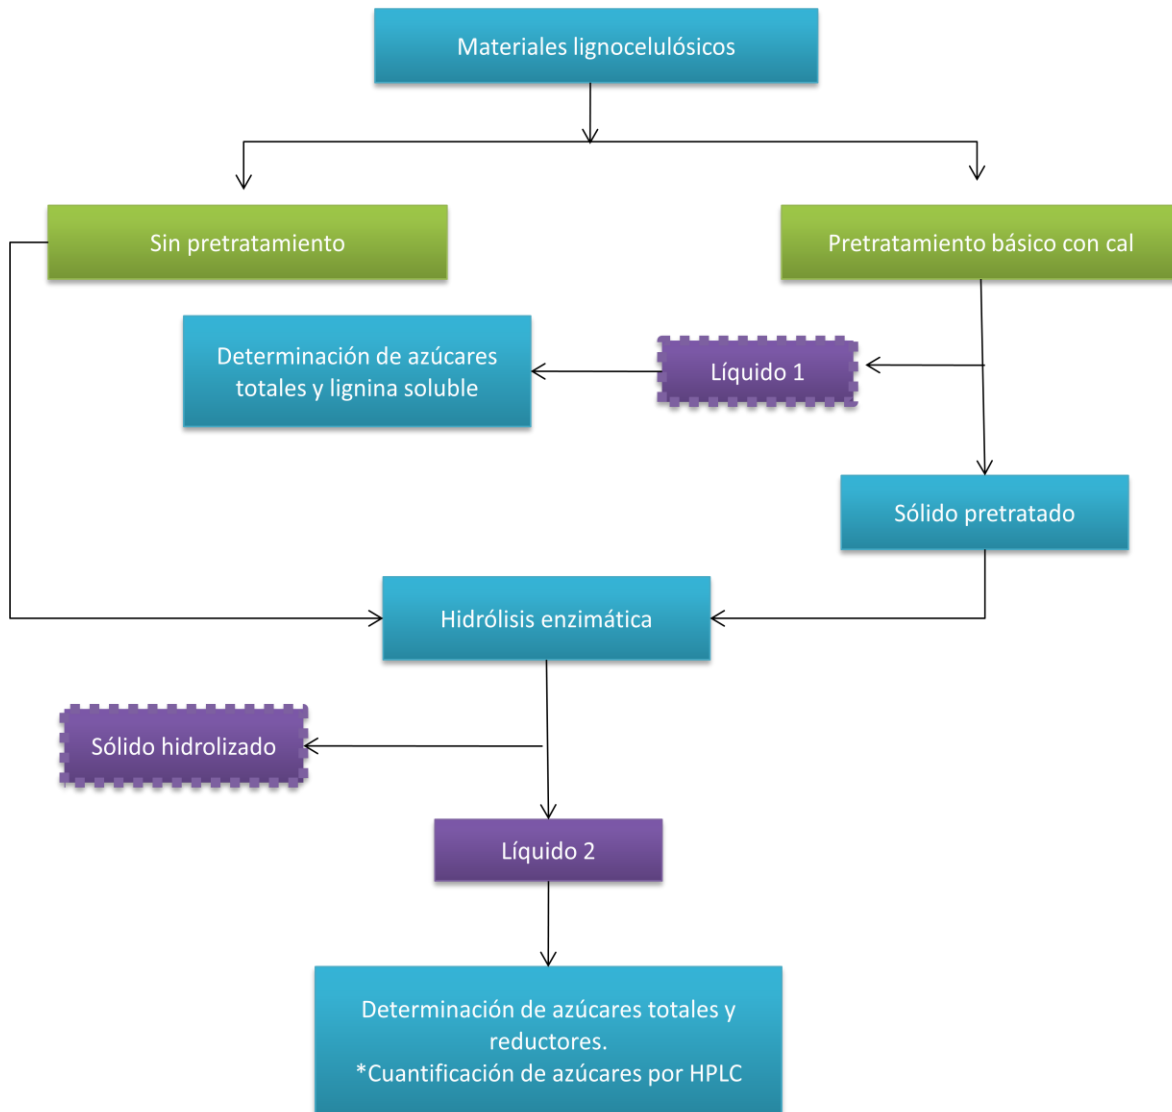 Materiales lignocelulósicos
Sin pretratamiento
Pretratamiento básico con cal
Determinación de azúcares
totales y lignina soluble
Líquido 1
Sólido pretratado
Hidrólisis enzimática
Sólido hidrolizado
Líquido 2
Determinación de azúcares totales y
reductores.
*Cuantificación de azúcares por HPLC